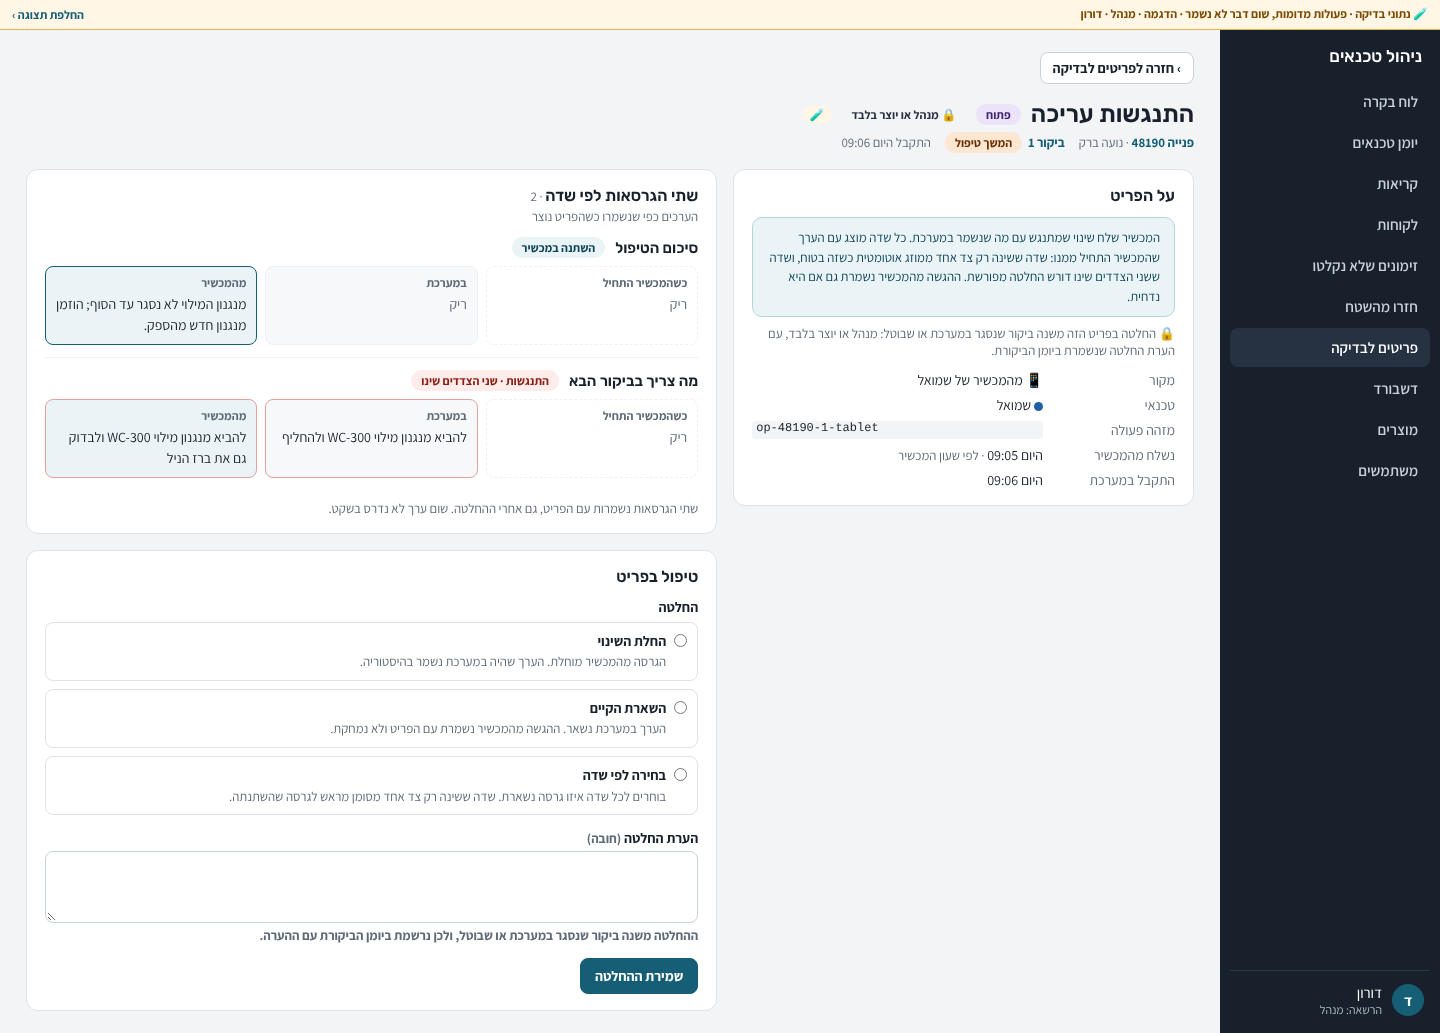 🧪 נתוני בדיקה · פעולות מדומות, שום דבר לא נשמר · הדגמה · מנהל · דורון
החלפת תצוגה ›
ניהול טכנאים
לוח בקרה
יומן טכנאים
קריאות
לקוחות
זימונים שלא נקלטו
חזרו מהשטח
פריטים לבדיקה
דשבורד
מוצרים
משתמשים
ד
דורון
הרשאה: מנהל
› חזרה לפריטים לבדיקה
התנגשות עריכה פתוח 🔒 מנהל או יוצר בלבד 🧪
פנייה 48190 · נועה ברק ביקור 1 המשך טיפול התקבל היום 09:06
על הפריט
המכשיר שלח שינוי שמתנגש עם מה שנשמר במערכת. כל שדה מוצג עם הערך
שהמכשיר התחיל ממנו: שדה ששינה רק צד אחד ממוזג אוטומטית כשזה בטוח, ושדה
ששני הצדדים שינו דורש החלטה מפורשת. ההגשה מהמכשיר נשמרת גם אם היא
נדחית.
🔒 החלטה בפריט הזה משנה ביקור שנסגר במערכת או שבוטל: מנהל או יוצר בלבד, עם
הערת החלטה שנשמרת ביומן הביקורת.
מקור 📱 מהמכשיר של שמואל
טכנאי שמואל
מזהה פעולה op-48190-1-tablet
נשלח מהמכשיר היום 09:05 · לפי שעון המכשיר
התקבל במערכת היום 09:06
שתי הגרסאות לפי שדה · 2
הערכים כפי שנשמרו כשהפריט נוצר
סיכום הטיפול השתנה במכשיר
כשהמכשיר התחיל
ריק
במערכת
ריק
מהמכשיר
מנגנון המילוי לא נסגר עד הסוף; הוזמן
מנגנון חדש מהספק.
מה צריך בביקור הבא התנגשות · שני הצדדים שינו
כשהמכשיר התחיל
ריק
במערכת
להביא מנגנון מילוי WC-300 ולהחליף
מהמכשיר
להביא מנגנון מילוי WC-300 ולבדוק
גם את ברז הניל
שתי הגרסאות נשמרות עם הפריט, גם אחרי ההחלטה. שום ערך לא נדרס בשקט.
טיפול בפריט
החלטה
החלת השינוי
הגרסה מהמכשיר מוחלת. הערך שהיה במערכת נשמר בהיסטוריה.
השארת הקיים
הערך במערכת נשאר. ההגשה מהמכשיר נשמרת עם הפריט ולא נמחקת.
בחירה לפי שדה
בוחרים לכל שדה איזו גרסה נשארת. שדה ששינה רק צד אחד מסומן מראש לגרסה שהשתנתה.
הערת החלטה (חובה)
ההחלטה משנה ביקור שנסגר במערכת או שבוטל, ולכן נרשמת ביומן הביקורת עם ההערה.
שמירת ההחלטה